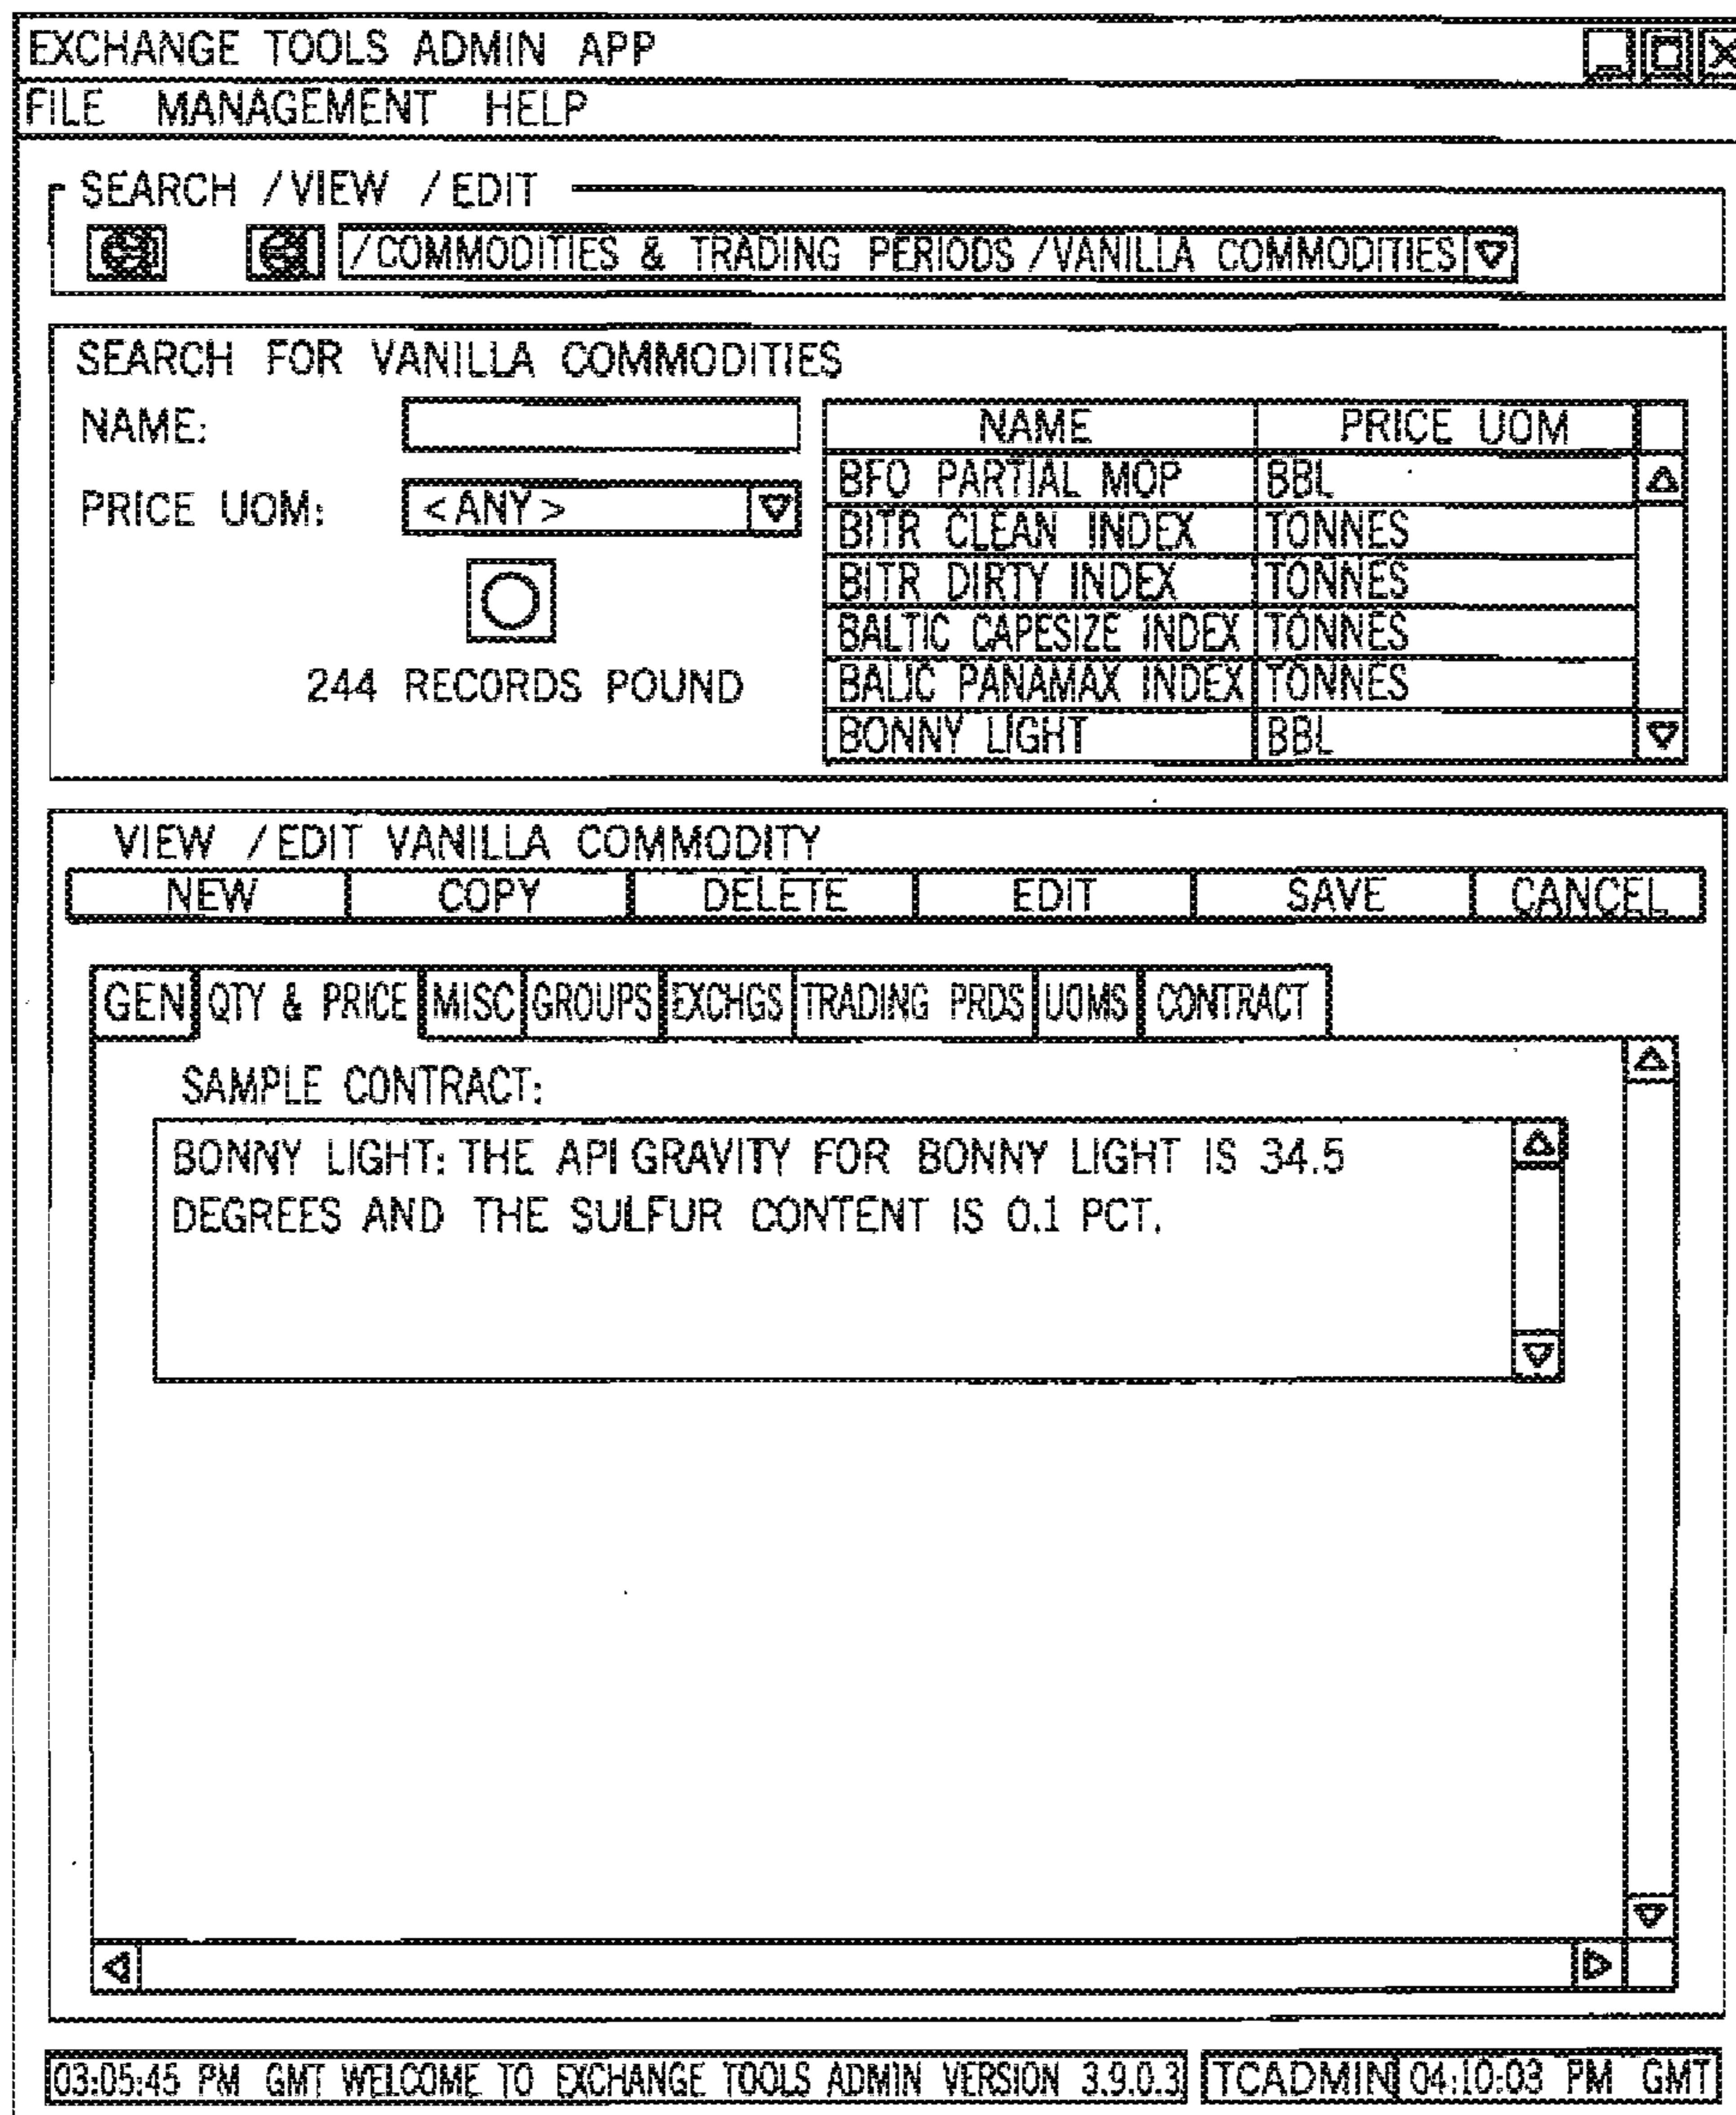 EXCHANGE TOOLS ADMIN APP
FILE MANAGEMENT HELP
SEARCH /VIEW /EDIT
/COMMODITIES & TRADING PERIODS /VANILLA COMMODITIES
SEARCH FOR VANILLA COMMODITIES
NAME:
PRICE UOM: <ANY>
244 RECORDS POUND
NAME PRICE UOM
BFO PARTIAL MOP BBL
BITR CLEAN INDEX TONNES
BITR DIRTY INDEX TONNES
BALTIC CAPESIZE INDEX TONNES
BALIC PANAMAX INDEX TONNES
BONNY LIGHT BBL
VIEW /EDIT VANILLA COMMODITY
NEW COPY DELETE EDIT SAVE CANCEL
GEN QTY & PRICE MISC GROUPS EXCHGS TRADING PRDS UOMS CONTRACT
SAMPLE CONTRACT:
BONNY LIGHT: THE API GRAVITY FOR BONNY LIGHT IS 34.5
DEGREES AND THE SULFUR CONTENT IS 0.1 PCT.
03:05:45 PM GMT WELCOME TO EXCHANGE TOOLS ADMIN VERSION 3.9.0.3 TCADMIN 04:10:03 PM GMT